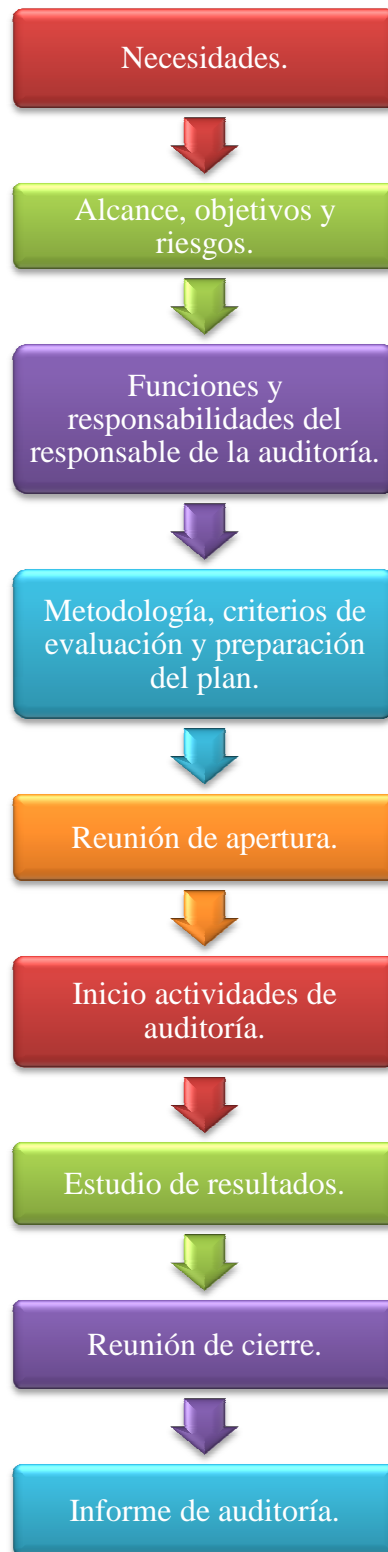 Necesidades.
Alcance, objetivos y
riesgos.
Funciones y
responsabilidades del
responsable de la auditoría.
Metodología, criterios de
evaluación y preparación
del plan.
Reunión de apertura.
Inicio actividades de
auditoría.
Estudio de resultados.
Reunión de cierre.
Informe de auditoría.